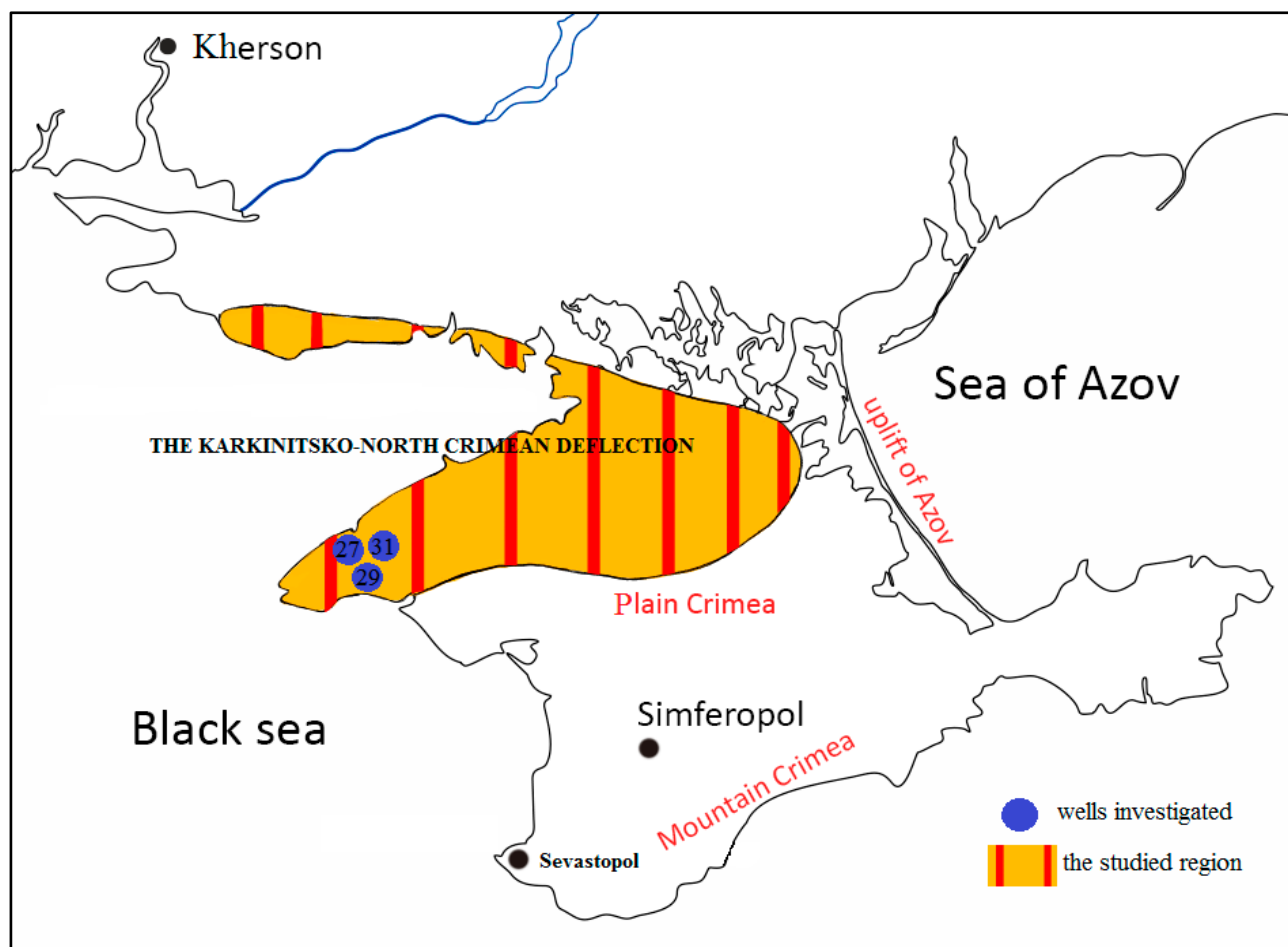 Kherson
Sea of Azov
uplift of Azov
THE KARKINITSKO-NORTH CRIMEAN DEFLECTION
27
31
29
Plain Crimea
Black sea
Simferopol
Mountain Crimea
wells investigated
Sevastopol
the studied region